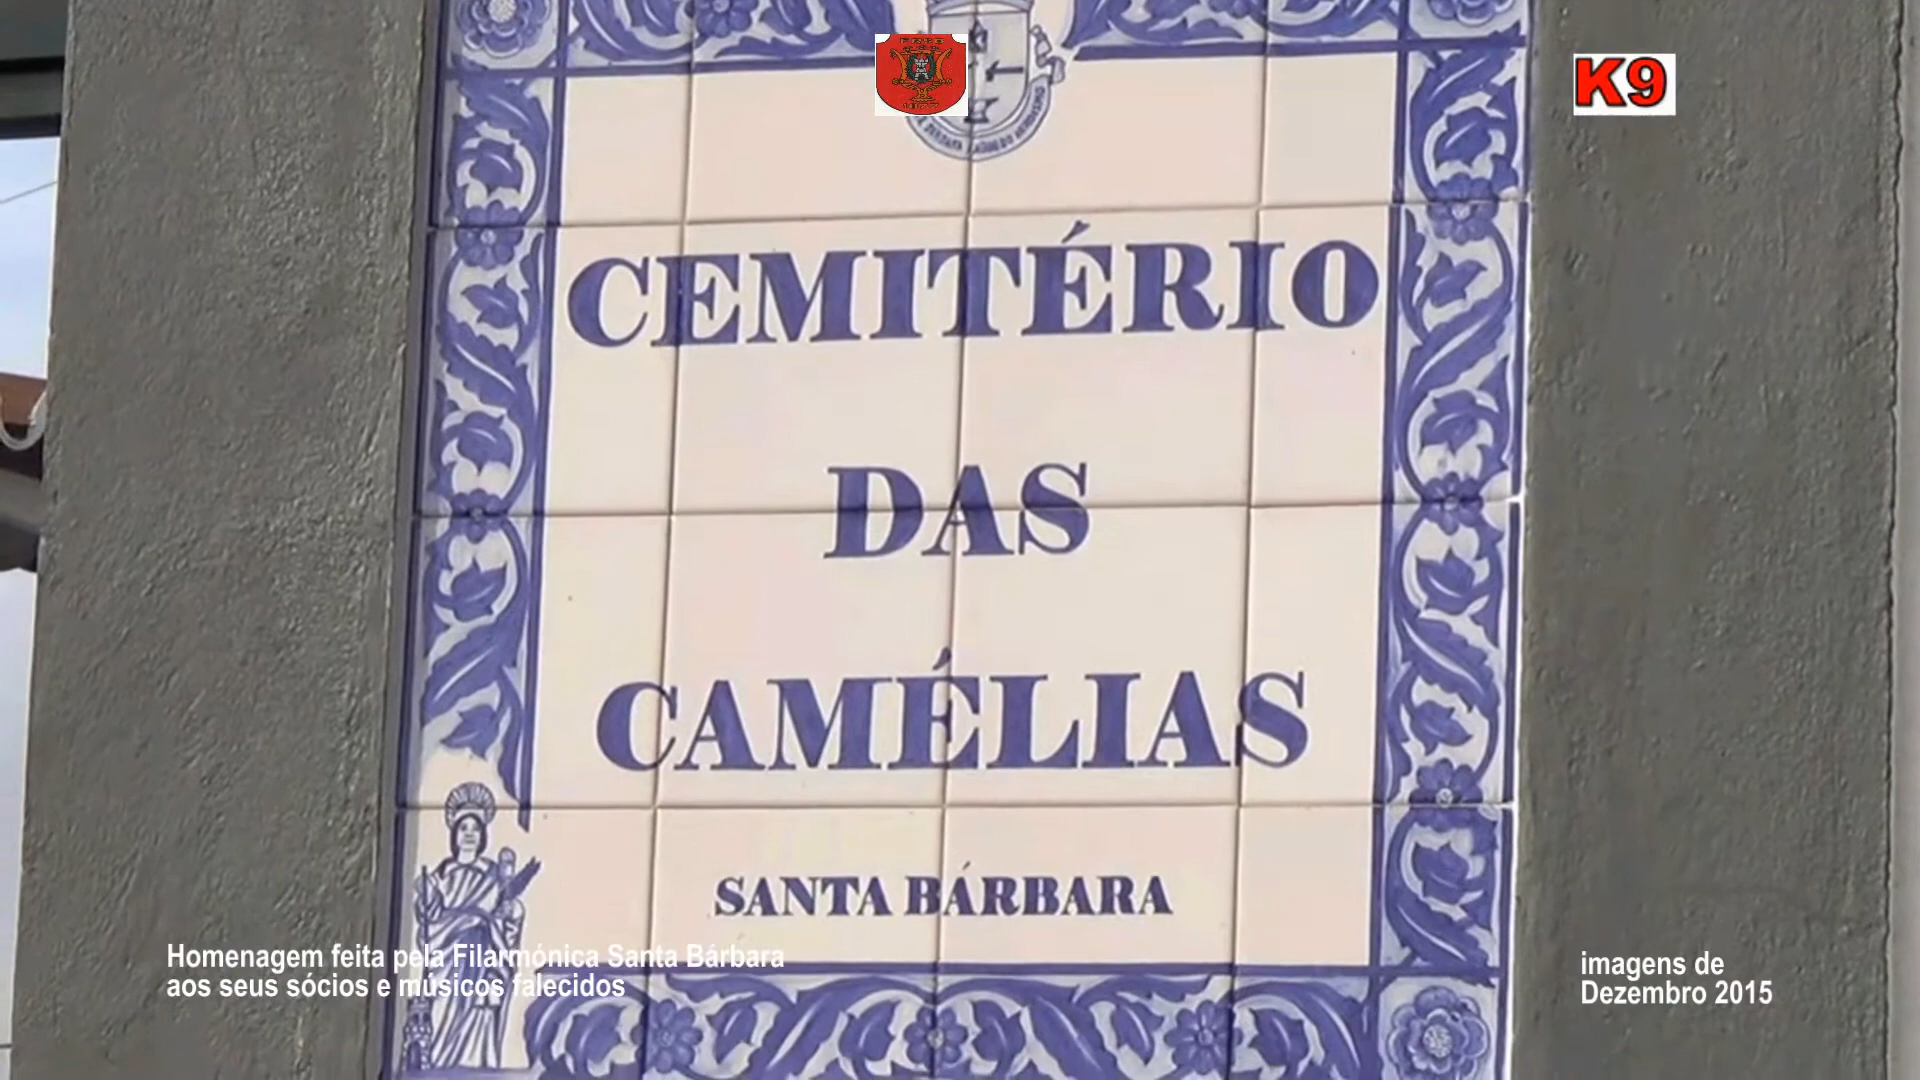 K9
CEMITÉRIO
DAS
CAMÉLIAS
SANTA BÁRBARA
Homenagem feita pela Filarmónica Santa Bárbara
aos seus sócios e músicos falecidos
imagens de
Dezembro 2015